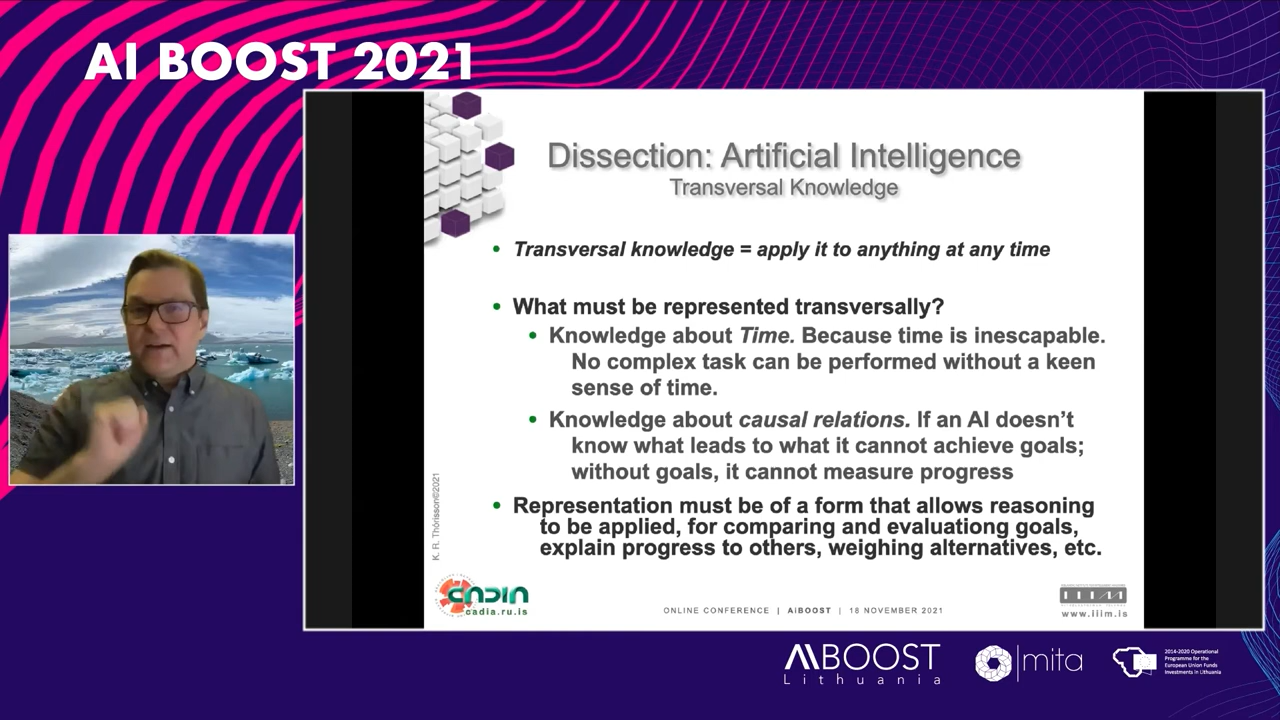 AI BOOST 2021
Dissection: Artificial Intelligence
Transversal Knowledge
• Transversal knowledge = apply it to anything at any time
• What must be represented transversally?
• Knowledge about Time. Because time is inescapable.
No complex task can be performed without a keen
sense of time.
• Knowledge about causal relations. If an AI doesn't
know what leads to what it cannot achieve goals;
without goals, it cannot measure progress
• Representation must be of a form that allows reasoning
to be applied, for comparing and evaluationg goals,
explain progress to others, weighing alternatives, etc.
K. R. Thórisson©2021
CADIA
cadia.ru.is
ONLINE CONFERENCE | AiBOOST | 18 NOVEMBER 2021
IIIM
www.iiim.is
AIBOOST
Lithuania
mita
2014-2020 Operational
Programme for the
European Union Funds
Investments in Lithuania